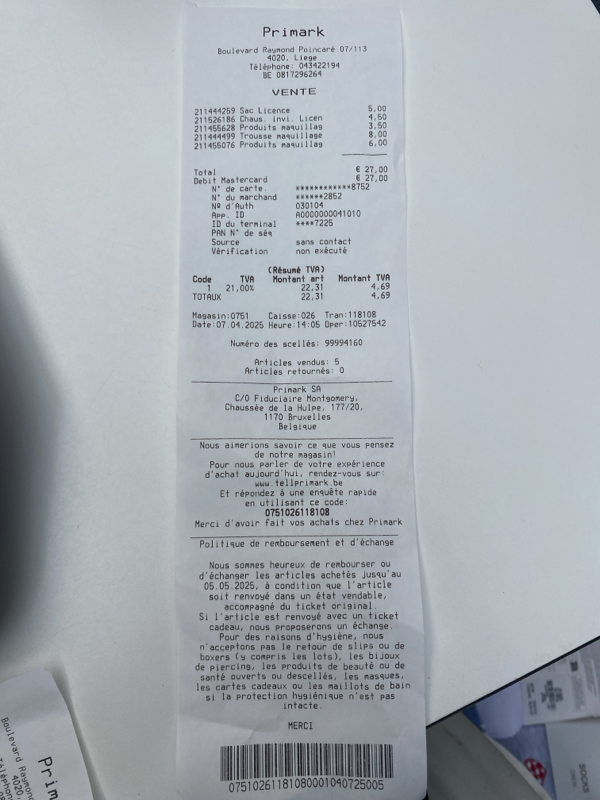 Primark
Boulevard Raymond Poincaré 07/113
4020, Liege
Téléphone: 043422194
BE 0817296264
VENTE
211444259 Sac Licence 5,00
211526186 Chaus. Invi. Licen 4,50
211455628 Produits maquillag 3,50
211444499 Trousse maquillage 8,00
211455076 Produits maquillag 6,00
Total € 27,00
Debit Mastercard € 27,00
N° de carte ************8752
N° du marchand ******2852
Nº d'Auth 030104
App. ID A0000000041010
ID du terminal ****7225
PAN N° de séq
Source sans contact
Vérification non exécuté
(Résumé TVA)
Code TVA Montant art Montant TVA
1 21,00% 22,31 4,69
TOTAUX 22,31 4,69
Magasin:0751 Caisse:026 Tran:118108
Date:07.04.2025 Heure:14:05 Oper:10527542
Numéro des scellés: 99994160
Articles vendus: 5
Articles retournés: 0
Primark SA
C/O Fiduciaire Montgomery,
Chaussée de la Hulpe, 177/20,
1170 Bruxelles
Belgique
Nous aimerions savoir ce que vous pensez
de notre magasin!
Pour nous parler de votre expérience
d'achat aujourd'hui, rendez-vous sur:
www.tellprimark.be
Et répondez à une enquête rapide
en utilisant ce code:
0751026118108
Merci d'avoir fait vos achats chez Primark
Politique de remboursement et d'échange
Nous sommes heureux de rembourser ou
d'échanger les articles achetés jusqu'au
05.05.2025, à condition que l'article
soit renvoyé dans un état vendable,
accompagné du ticket original.
Si l'article est renvoyé avec un ticket
cadeau, nous proposerons un échange.
Pour des raisons d'hygiène, nous
n'acceptons pas le retour de slips ou de
boxers (y compris les lots), les bijoux
de piercing, les produits de beauté ou de
santé ouverts ou descellés, les masques,
les cartes cadeaux ou les maillots de bain
si la protection hygiénique n'est pas
intacte.
MERCI
07510261181080001040725005
Prim
Boulevard Raymond
4020,
SOCKS